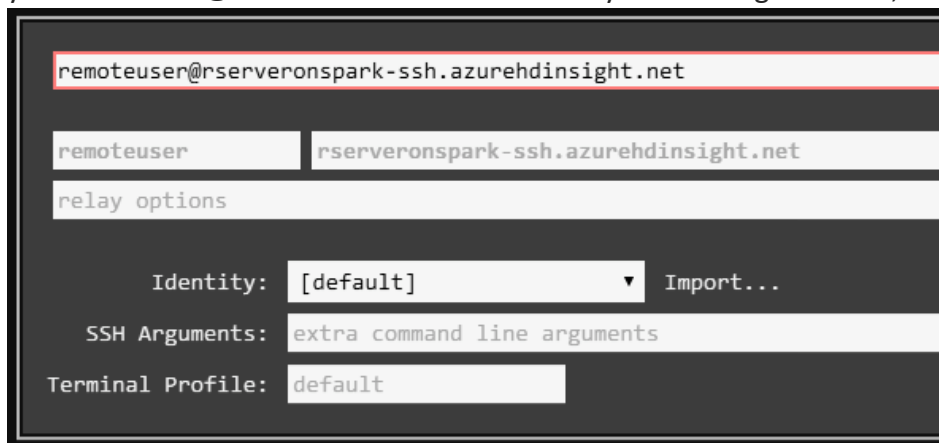 remoteuser@rserveronspark-ssh.azurehdinsight.net
remoteuser rserveronspark-ssh.azurehdinsight.net
relay options
Identity: [default] Import...
SSH Arguments: extra command line arguments
Terminal Profile: default